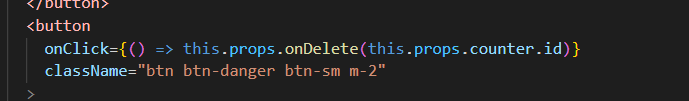 </button>
<button
onClick={() => this.props.onDelete(this.props.counter.id)}
className="btn btn-danger btn-sm m-2"
>